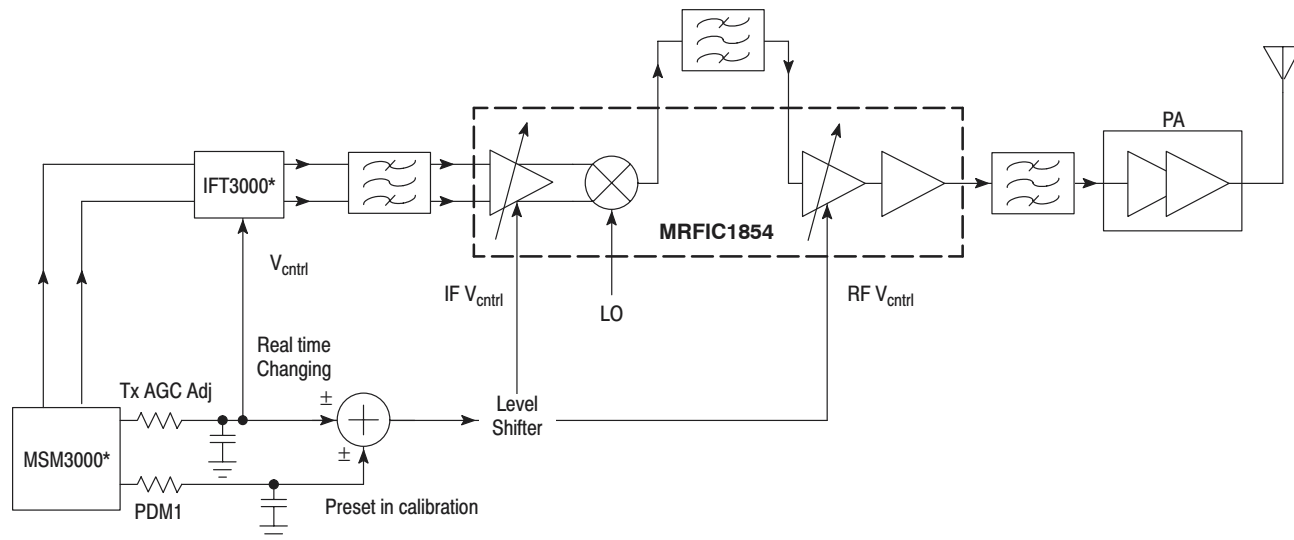 PA
IFT3000*
MRFIC1854
Vcntrl
IF Vcntrl
LO
RF Vcntrl
Real time
Changing
Tx AGC Adj
±
+
Level
Shifter
±
MSM3000*
PDM1
Preset in calibration